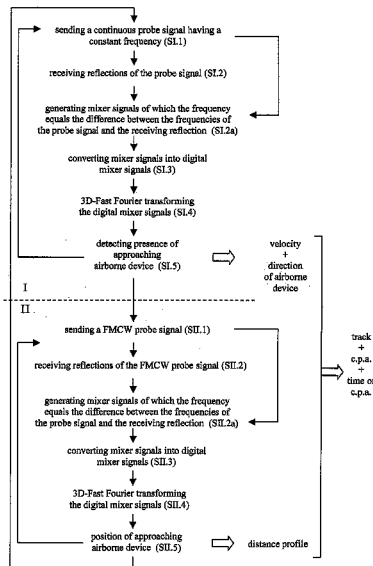 sending a continuous probe signal having a
constant frequency (SI.1)
receiving reflections of the probe signal (SI.2)
generating mixer signals of which the frequency
equals the difference between the frequencies of
the probe signal and the receiving reflection (SI.2a)
converting mixer signals into digital
mixer signals (SI.3)
3D-Fast Fourier transforming
the digital mixer signals (SI.4)
detecting presence of
approaching
airborne device (SI.5)
velocity
+
direction
of airborne
device
I
II
sending a FMCW probe signal (SII.1)
receiving reflections of the FMCW probe signal (SII.2)
generating mixer signals of which the frequency
equals the difference between the frequencies of
the probe signal and the receiving reflection (SII.2a)
converting mixer signals into digital
mixer signals (SII.3)
3D-Fast Fourier transforming
the digital mixer signals (SII.4)
position of approaching
airborne device (SII.5)
distance profile
track
+
c.p.a.
+
time of
c.p.a.